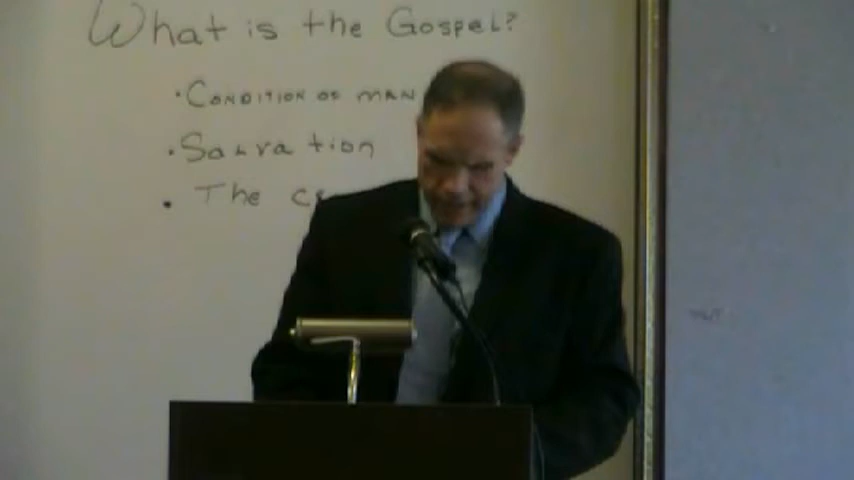 What is the Gospel?
• Condition of man
• Salvation
• The